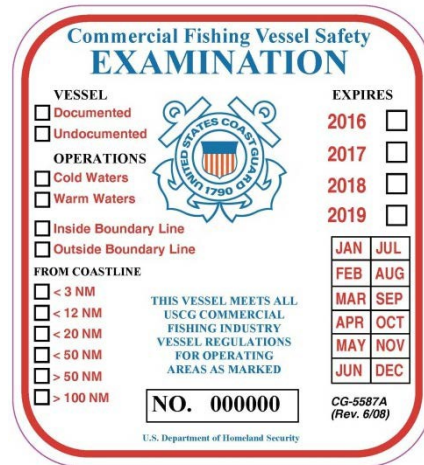 Commercial Fishing Vessel Safety
EXAMINATION
VESSEL
Documented
Undocumented
OPERATIONS
Cold Waters
Warm Waters
Inside Boundary Line
Outside Boundary Line
FROM COASTLINE
< 3 NM
< 12 NM
< 20 NM
< 50 NM
> 50 NM
> 100 NM
UNITED STATES COAST GUARD
1790
THIS VESSEL MEETS ALL
USCG COMMERCIAL
FISHING INDUSTRY
VESSEL REGULATIONS
FOR OPERATING
AREAS AS MARKED
NO. 000000
EXPIRES
2016
2017
2018
2019
JAN JUL
FEB AUG
MAR SEP
APR OCT
MAY NOV
JUN DEC
CG-5587A
(Rev. 6/08)
U.S. Department of Homeland Security